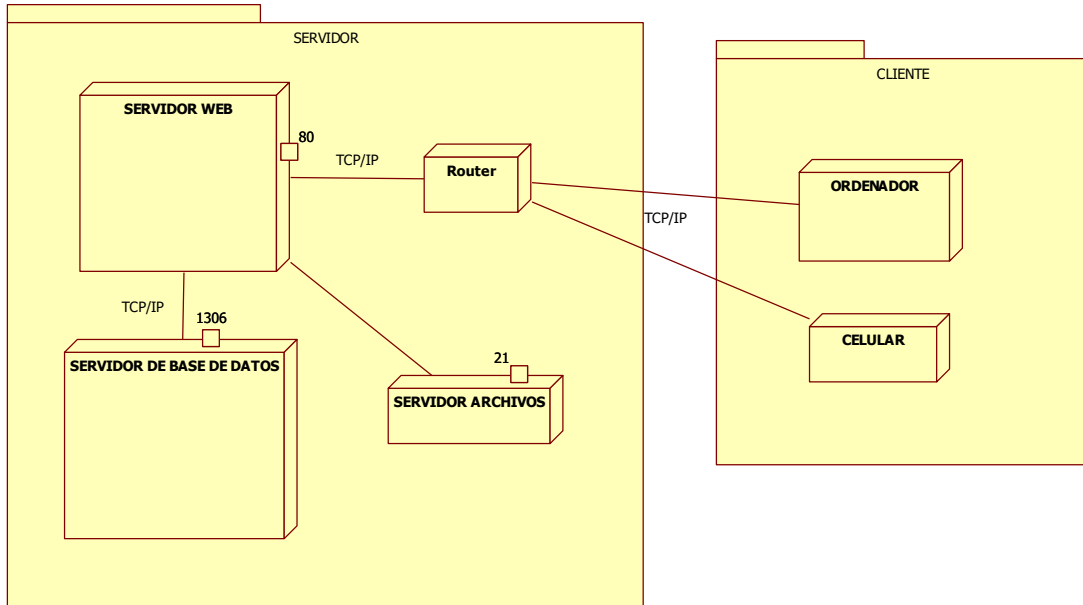 SERVIDOR
SERVIDOR WEB
80
TCP/IP
Router
TCP/IP
1306
SERVIDOR DE BASE DE DATOS
21
SERVIDOR ARCHIVOS
TCP/IP
CLIENTE
ORDENADOR
CELULAR